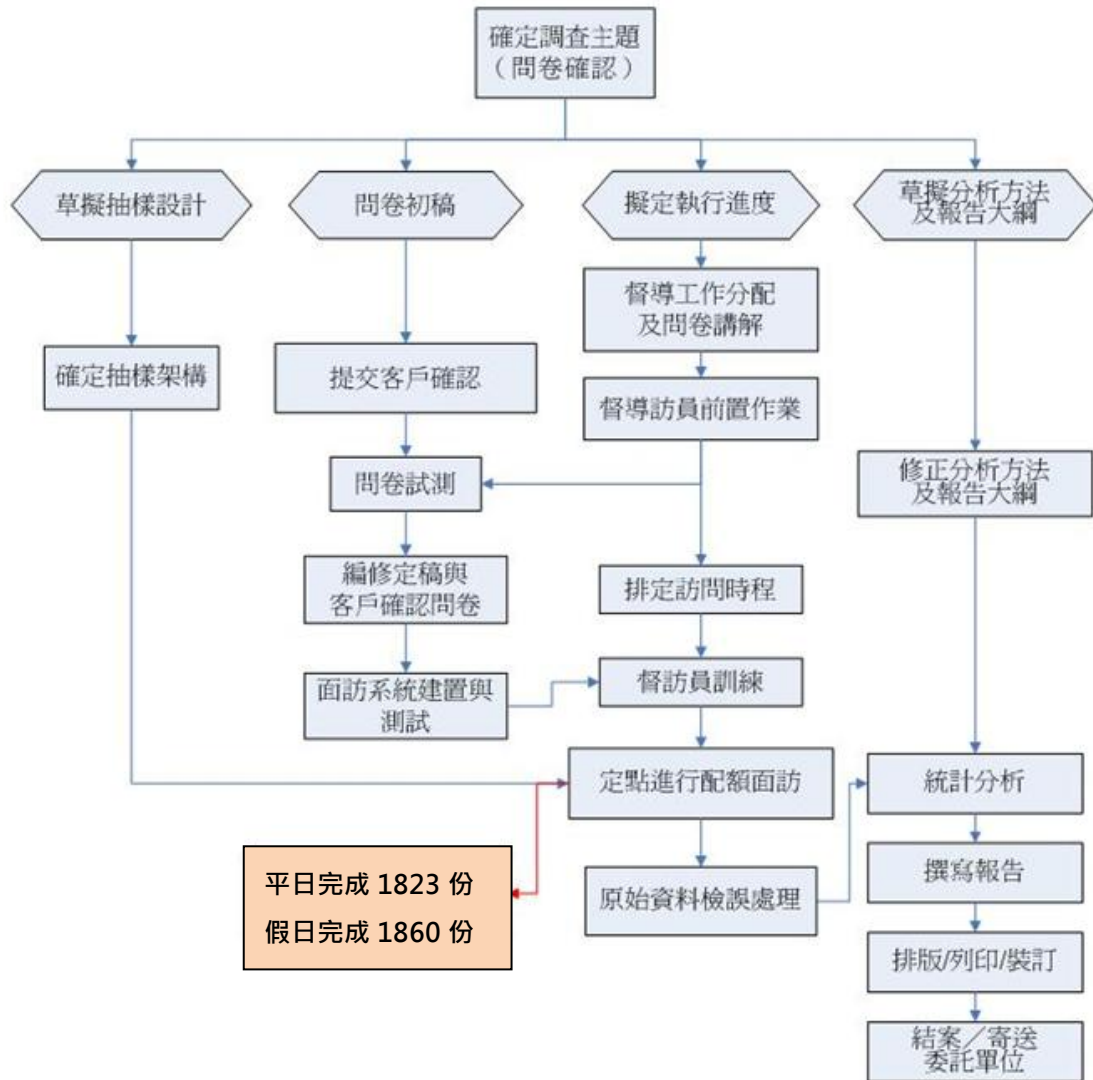 確定調查主題
（問卷確認）
草擬抽樣設計
問卷初稿
擬定執行進度
草擬分析方法
及報告大綱
督導工作分配
及問卷講解
確定抽樣架構
提交客戶確認
督導訪員前置作業
問卷試測
修正分析方法
及報告大綱
編修定稿與
客戶確認問卷
排定訪問時程
面訪系統建置與
測試
督訪員訓練
定點進行配額面訪
統計分析
平日完成 1823 份
假日完成 1860 份
原始資料檢誤處理
撰寫報告
排版/列印/裝訂
結案／寄送
委託單位